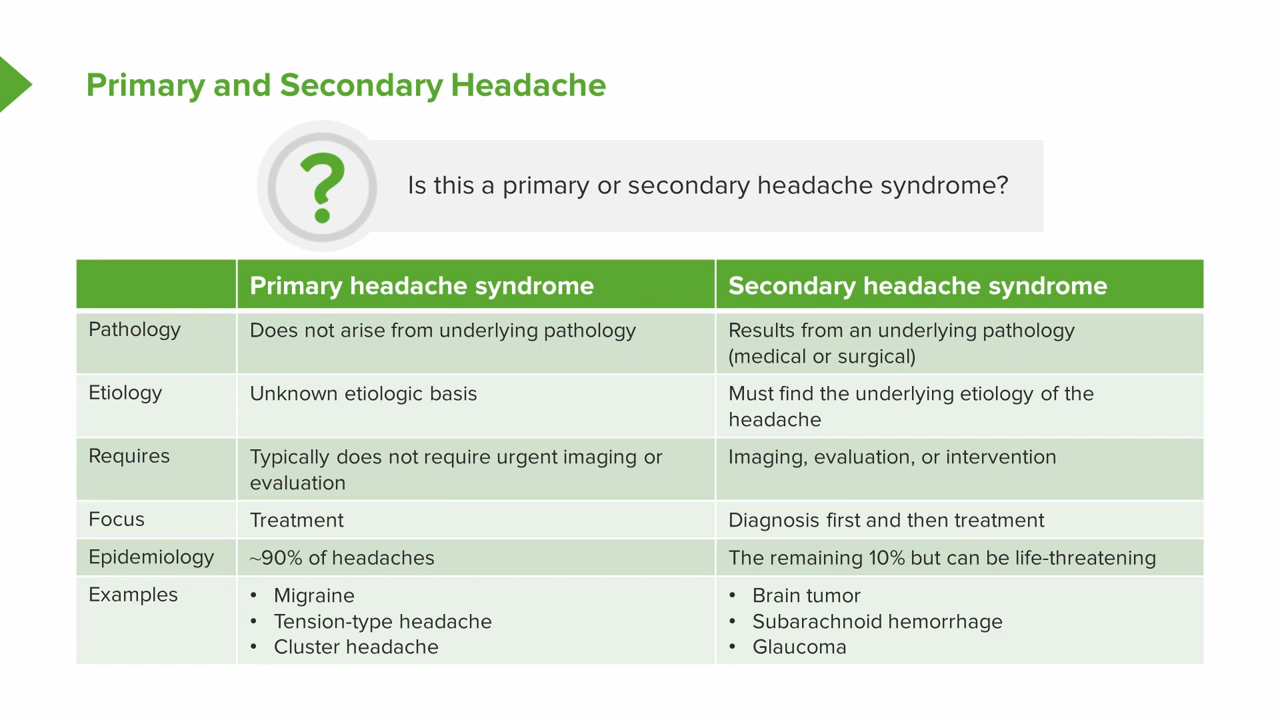 Primary and Secondary Headache
?
Is this a primary or secondary headache syndrome?
Primary headache syndrome
Secondary headache syndrome
Pathology
Does not arise from underlying pathology
Results from an underlying pathology
(medical or surgical)
Etiology
Unknown etiologic basis
Must find the underlying etiology of the
headache
Requires
Typically does not require urgent imaging or
evaluation
Imaging, evaluation, or intervention
Focus
Treatment
Diagnosis first and then treatment
Epidemiology
~90% of headaches
The remaining 10% but can be life-threatening
Examples
• Migraine
• Tension-type headache
• Cluster headache
• Brain tumor
• Subarachnoid hemorrhage
• Glaucoma